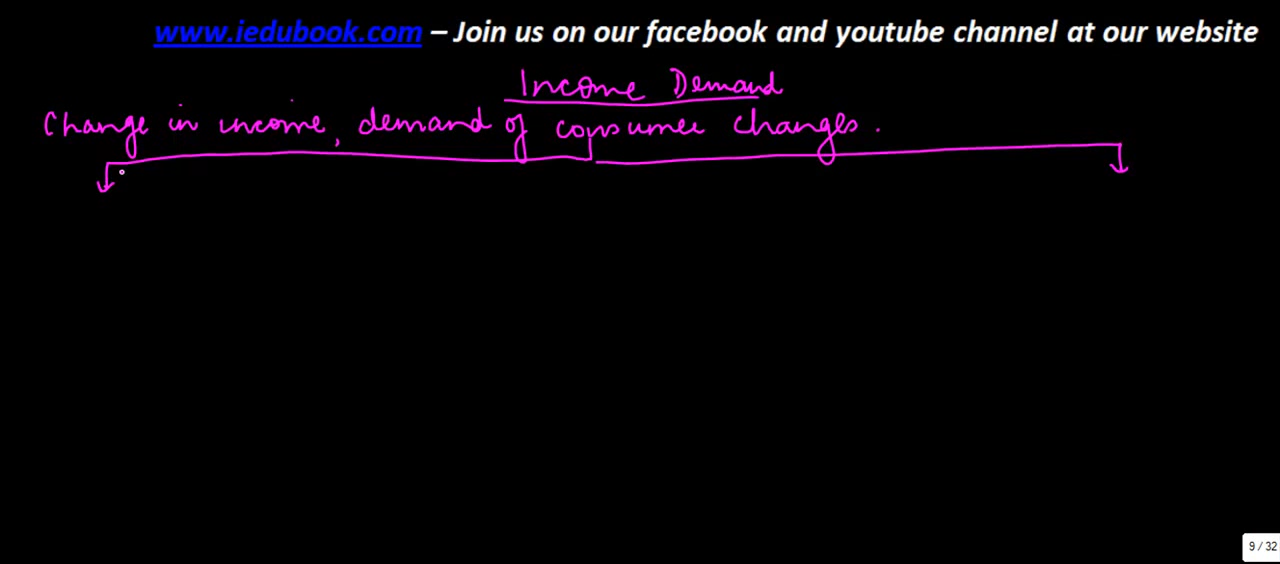 www.iedubook.com – Join us on our facebook and youtube channel at our website
Income Demand
Change in income, demand of consumer changes.
9 / 32